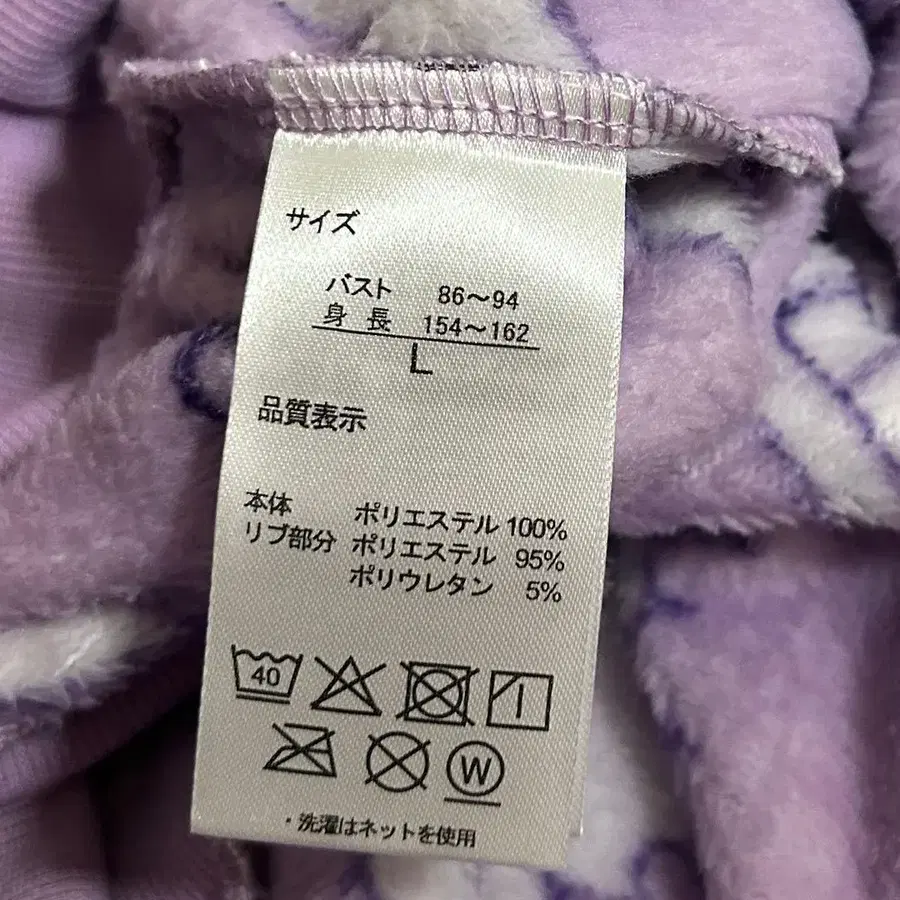 サイズ
バスト 86～94
身長 154～162
L
品質表示
本体 ポリエステル 100%
リブ部分 ポリエステル 95%
ポリウレタン 5%
40
W
・洗濯はネットを使用